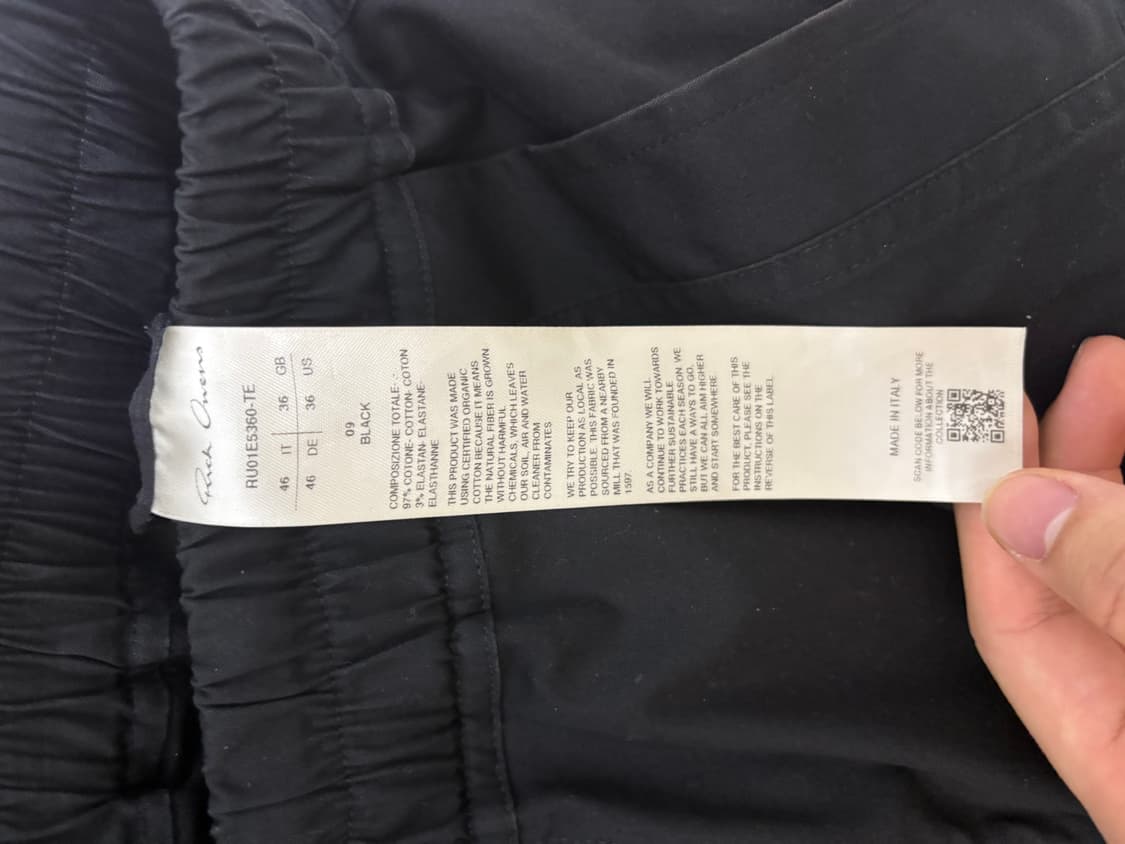 Rick Owens
RU01E5360-TE
46 IT 36 GB
46 DE 36 US
09
BLACK
COMPOSIZIONE TOTALE-
97% COTONE- COTTON- COTON
3% ELASTAN- ELASTANE-
ELASTHANNE
THIS PRODUCT WAS MADE
USING CERTIFIED ORGANIC
COTTON BECAUSE IT MEANS
THE NATURAL FIBER IS GROWN
WITHOUT HARMFUL
CHEMICALS, WHICH LEAVES
OUR SOIL, AIR AND WATER
CLEANER FROM
CONTAMINATES
WE TRY TO KEEP OUR
PRODUCTION AS LOCAL AS
POSSIBLE. THIS FABRIC WAS
SOURCED FROM A NEARBY
MILL THAT WAS FOUNDED IN
1597.
AS A COMPANY WE WILL
CONTINUE TO WORK TOWARDS
FURTHER SUSTAINABLE
PRACTICES EACH SEASON. WE
STILL HAVE A WAYS TO GO,
BUT WE CAN ALL AIM HIGHER
AND START SOMEWHERE.
FOR THE BEST CARE OF THIS
PRODUCT, PLEASE SEE THE
INSTRUCTIONS ON THE
REVERSE OF THIS LABEL
MADE IN ITALY
SCAN CODE BELOW FOR MORE
INFORMATION ABOUT THE
COLLECTION